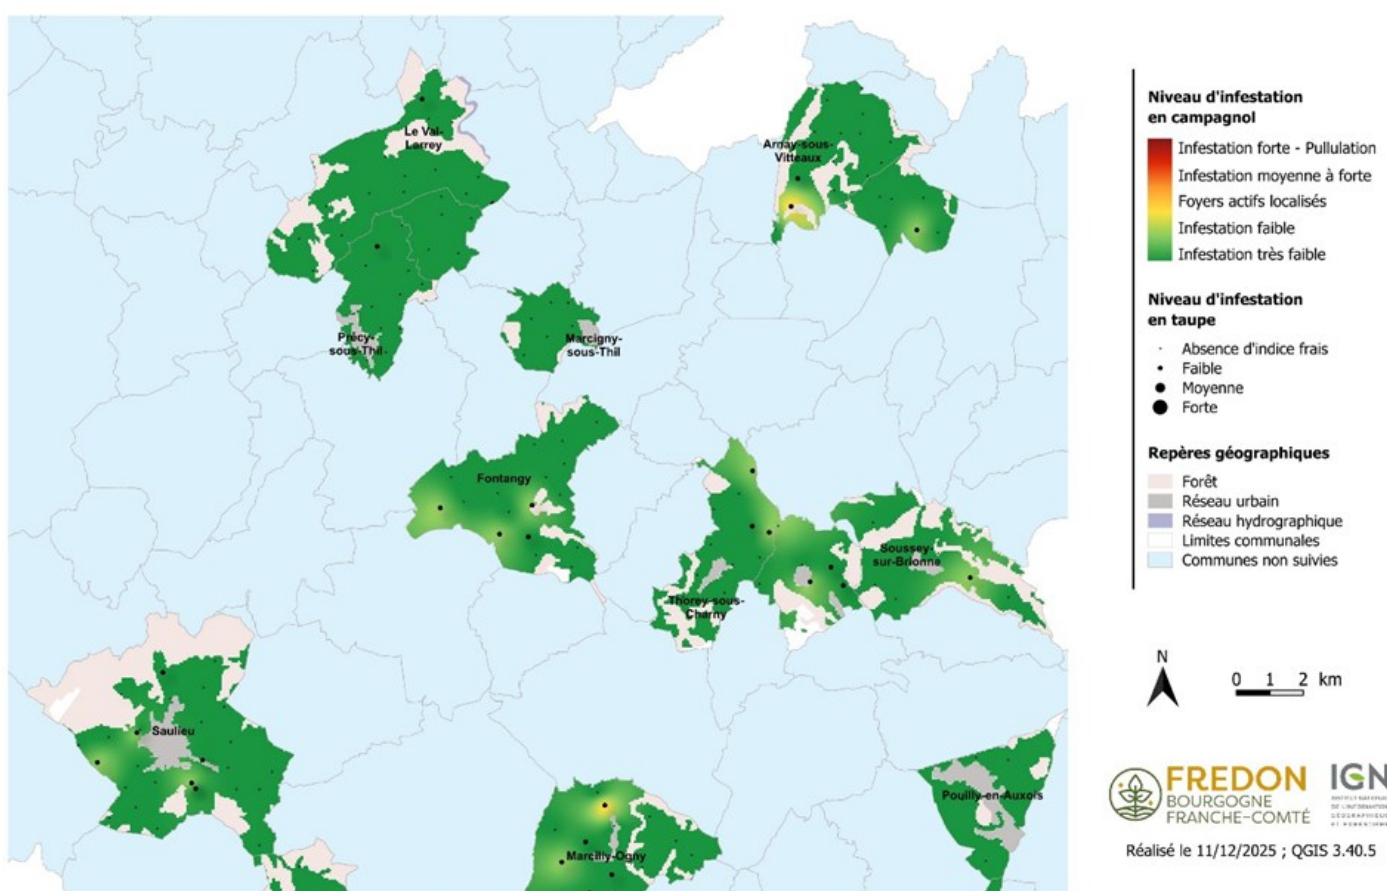 Le Val-
Larrey
Arnay-sous-
Vitteaux
Précy-
sous-Thil
Marcigny-
sous-Thil
Fontangy
Soussey-
sur-Brionne
Thorey-sous-
Charny
Saulieu
Pouilly-en-Auxois
Marcilly-Ogny
Niveau d'infestation
en campagnol
Infestation forte - Pullulation
Infestation moyenne à forte
Foyers actifs localisés
Infestation faible
Infestation très faible
Niveau d'infestation
en taupe
Absence d'indice frais
Faible
Moyenne
Forte
Repères géographiques
Forêt
Réseau urbain
Réseau hydrographique
Limites communales
Communes non suivies
N
0 1 2 km
FREDON
BOURGOGNE
FRANCHE-COMTÉ
IGN
Réalisé le 11/12/2025 ; QGIS 3.40.5